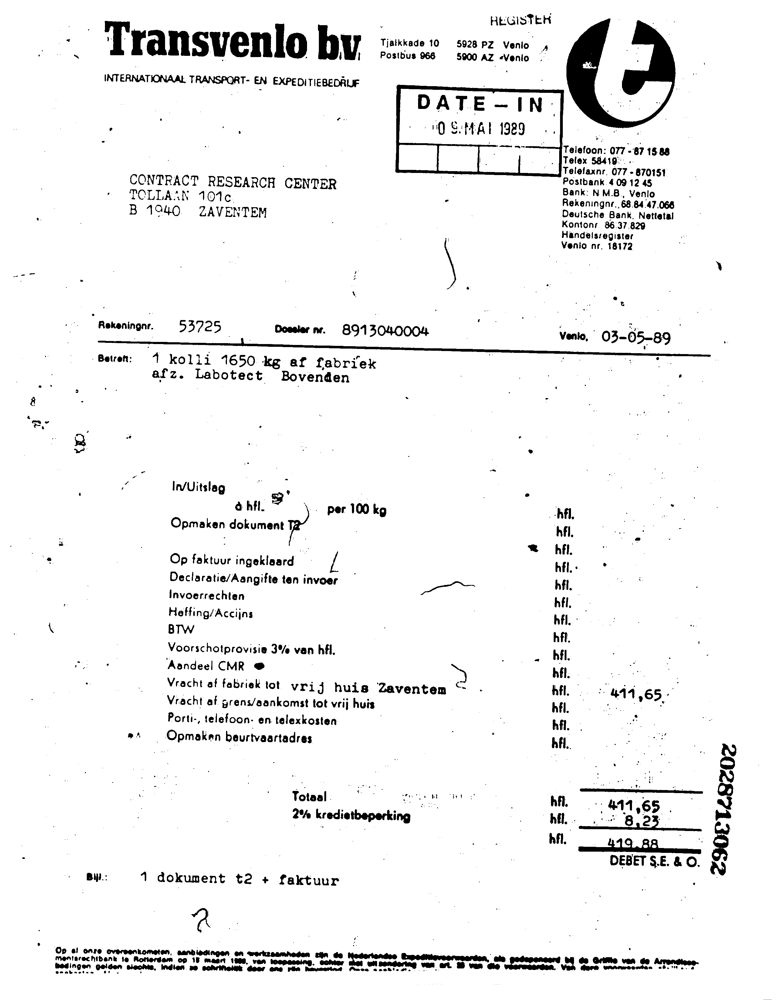 REGISTER
Transvenlo bv
INTERNATIONAAL TRANSPORT- EN EXPEDITIEBEDRIJF
Tjalkkade 10 5928 PZ Venlo
Postbus 966 5900 AZ Venlo
DATE - IN
09. MAI 1989
Telefoon: 077 - 87 15 88
Telex 58419
Telefaxnr. 077 - 870151
Postbank 4 09 12 45
Bank: N.M.B., Venlo
Rekeningnr. 68.84.47.066
Deutsche Bank, Nettetal
Kontonr. 86.37.829
Handelsregister
Venlo nr. 18172
CONTRACT RESEARCH CENTER
TOLLAAN 101c
B 1940 ZAVENTEM
Rekeningnr. 53725 Dossier nr. 8913040004 Venlo, 03-05-89
Betreft: 1 kolli 1650 kg af fabriek
afz. Labotect Bovenden
In/Uitslag
à hfl. per 100 kg hfl.
Opmaken dokument T2 hfl.
hfl.
Op faktuur ingeklaard hfl.
Declaratie/Aangifte ten invoer hfl.
Invoerrechten hfl.
Heffing/Accijns hfl.
BTW hfl.
Voorschotprovisie 3% van hfl. hfl.
Aandeel CMR hfl.
Vracht af fabriek tot vrij huis Zaventem hfl. 411,65
Vracht af grens/aankomst tot vrij huis hfl.
Porti-, telefoon- en telexkosten hfl.
Opmaken beurtvaartadres hfl.
Totaal hfl. 411,65
2% kredietbeperking hfl. 8,23
hfl. 419.88
DEBET S.E. & O.
2028713062
Bijl.: 1 dokument t2 + faktuur
Op al onze overeenkomsten, aanbiedingen en werkzaamheden zijn de Nederlandse Expeditievoorwaarden, als gedeponeerd bij de Griffie van de Arrondisse-
mentsrechtbank te Rotterdam op